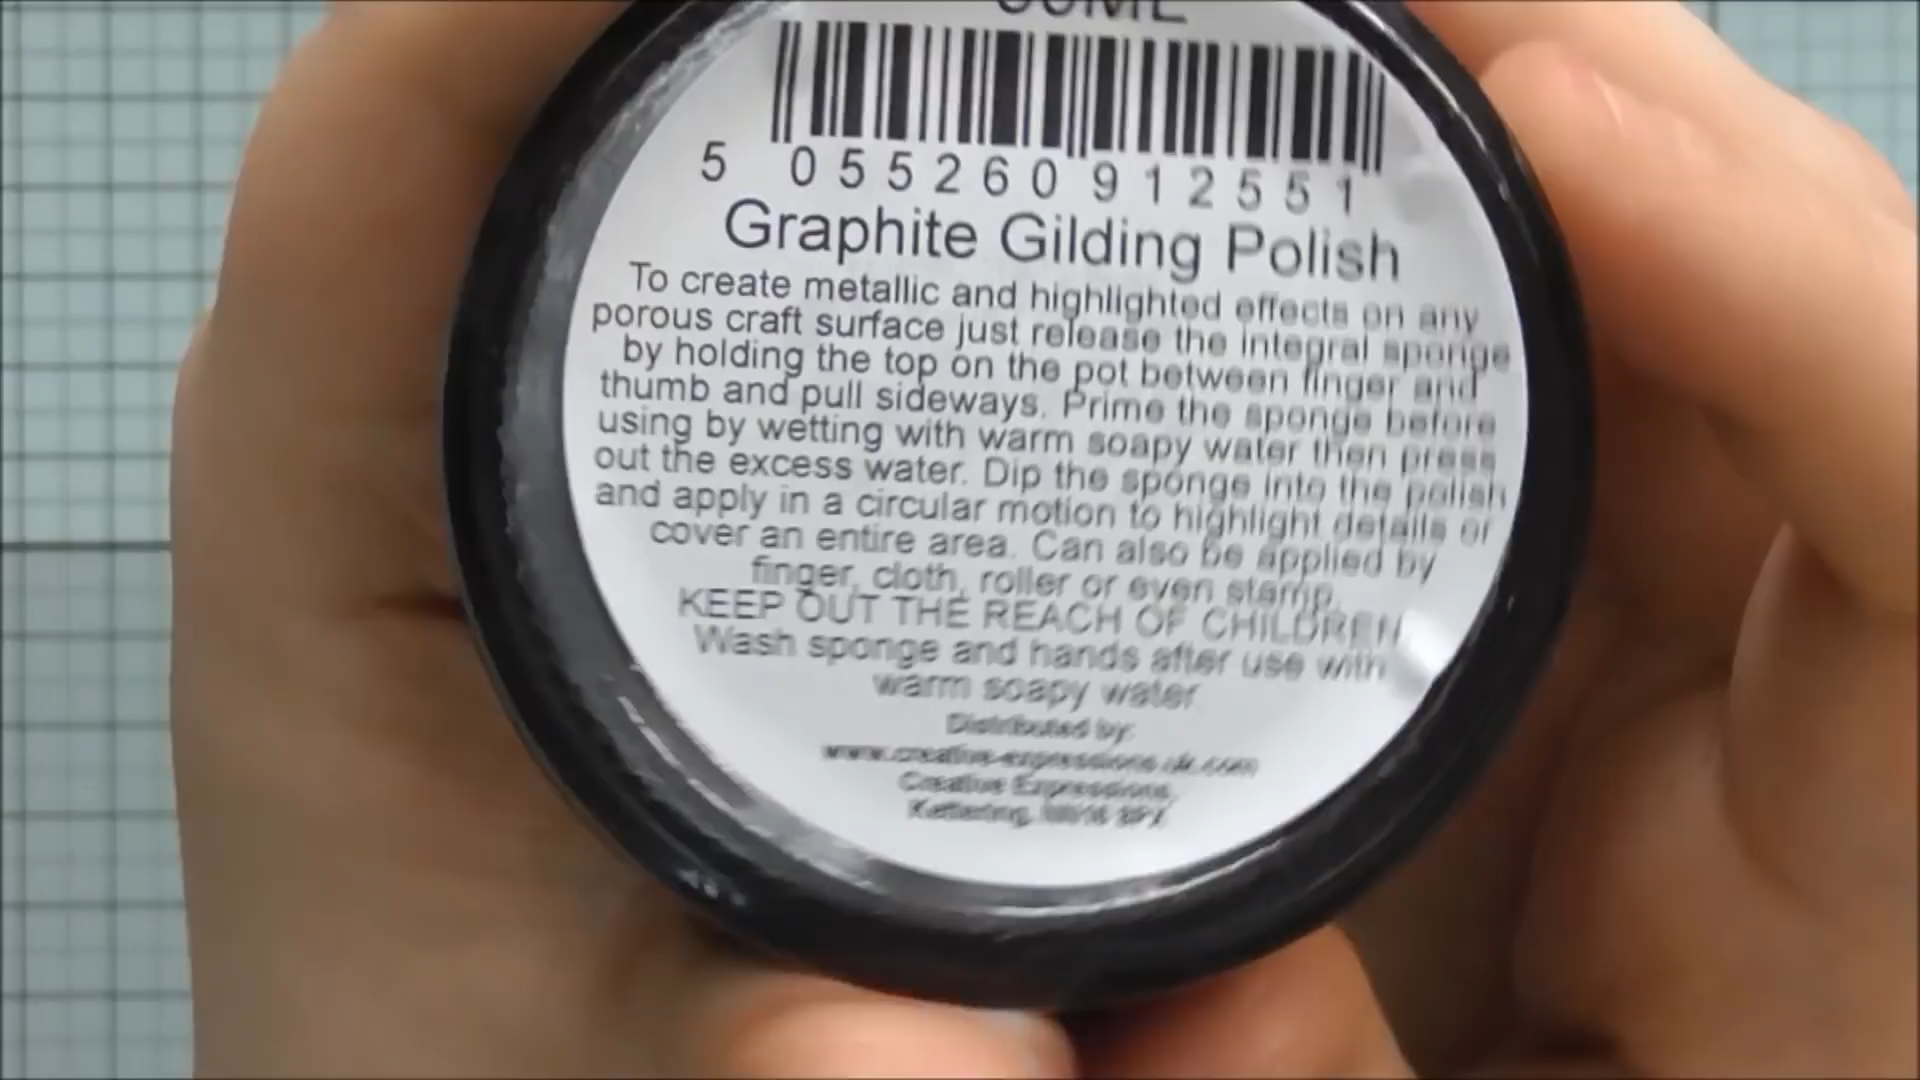 5 055260 912551
Graphite Gilding Polish
To create metallic and highlighted effects on any
porous craft surface just release the integral sponge
by holding the top on the pot between finger and
thumb and pull sideways. Prime the sponge before
using by wetting with warm soapy water then press
out the excess water. Dip the sponge into the polish
and apply in a circular motion to highlight details or
cover an entire area. Can also be applied by
finger, cloth, roller or even stamp.
KEEP OUT THE REACH OF CHILDREN
Wash sponge and hands after use with
warm soapy water
Distributed by:
www.creative-expressions.uk.com
Creative Expressions,
Kettering,